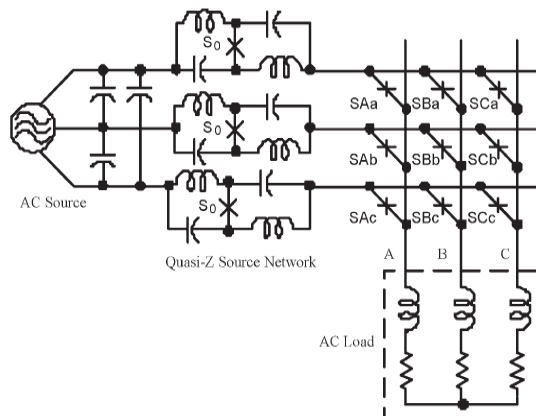 S0
SAa SBa SCa
S0
SAb SBb SCb
AC Source
S0
SAc SBc SCc
Quasi-Z Source Network
A B C
AC Load